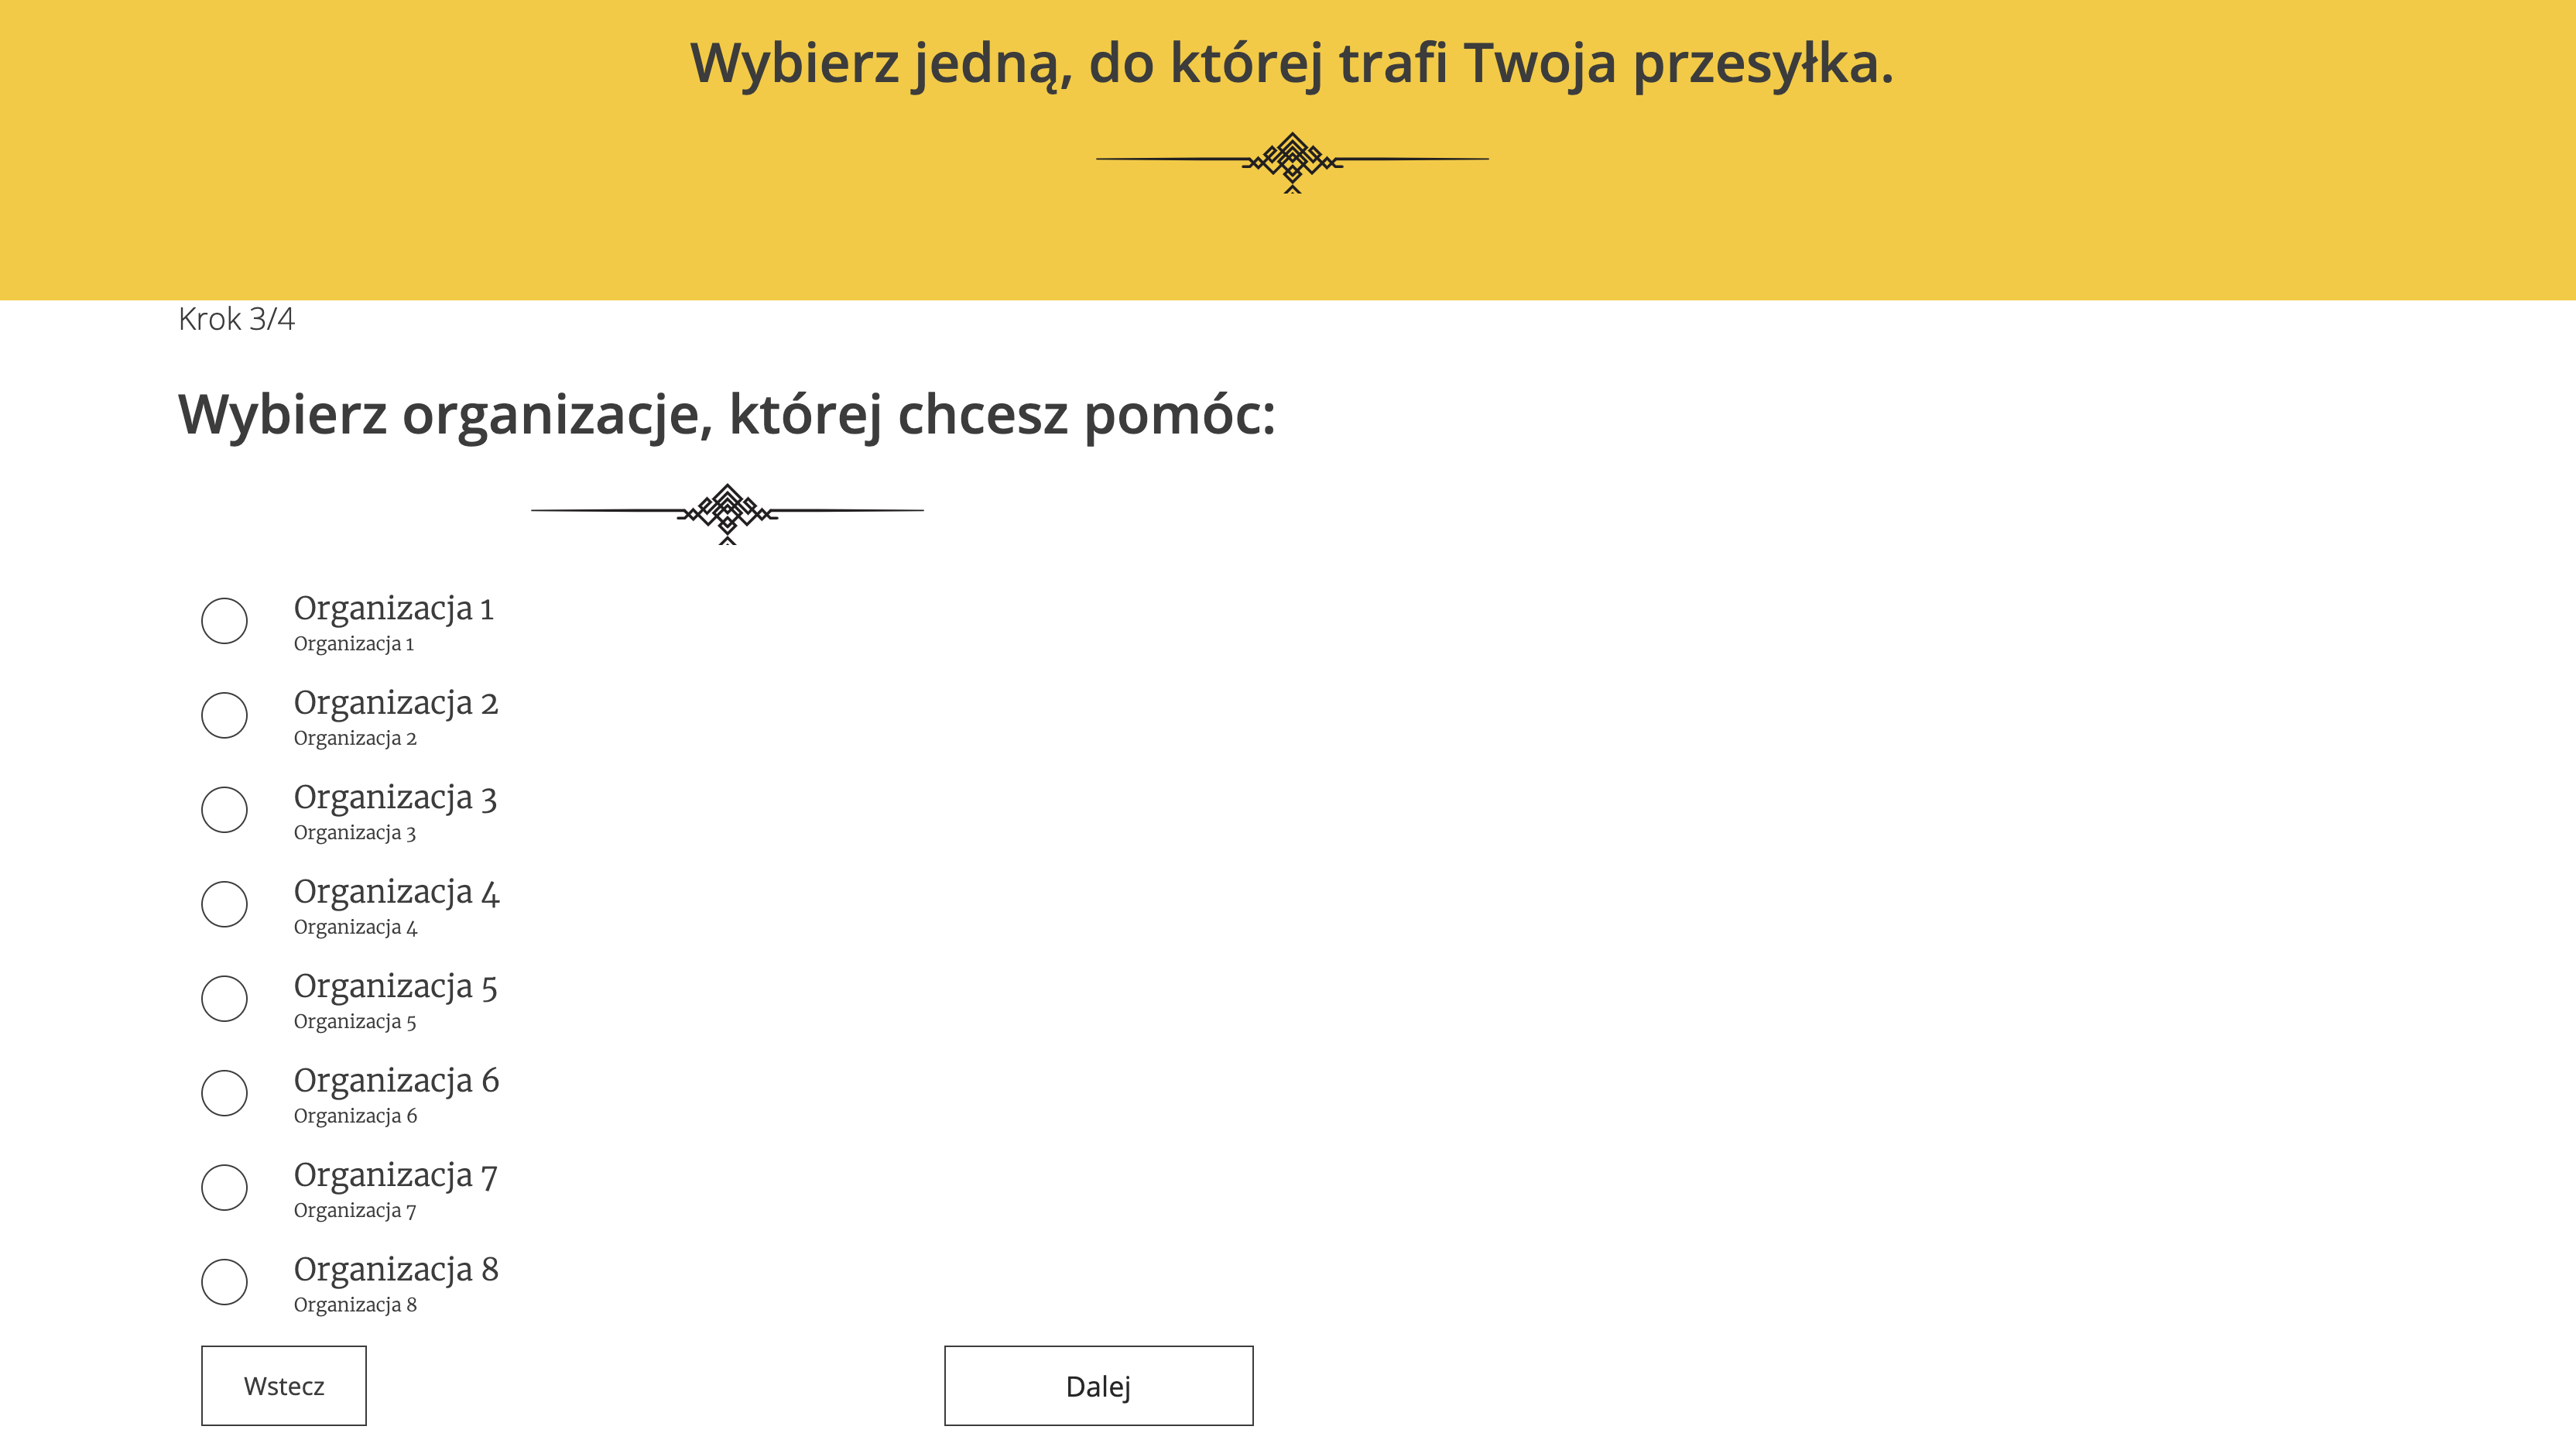 Wybierz jedną, do której trafi Twoja przesyłka.
Krok 3/4
Wybierz organizacje, której chcesz pomóc:
Organizacja 1
Organizacja 1
Organizacja 2
Organizacja 2
Organizacja 3
Organizacja 3
Organizacja 4
Organizacja 4
Organizacja 5
Organizacja 5
Organizacja 6
Organizacja 6
Organizacja 7
Organizacja 7
Organizacja 8
Organizacja 8
Wstecz
Dalej